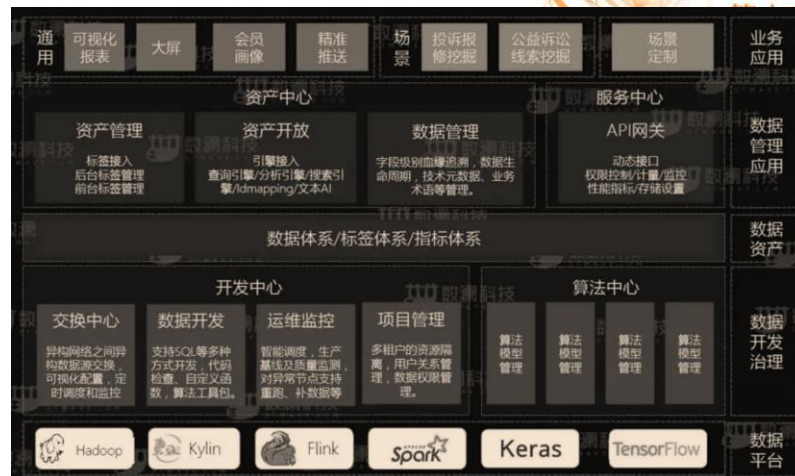 通用
可视化报表
大屏
会员画像
精准推送
场景
投诉报修挖掘
公益诉讼线索挖掘
场景定制
业务应用
资产中心
资产管理
标签接入
后台标签管理
前台标签管理
资产开放
引擎接入
查询引擎/分析引擎/搜索引
擎/Idmapping/文本AI
数据管理
字段级别血缘追溯，数据生
命周期，技术元数据、业务
术语等管理。
服务中心
API网关
动态接口
权限控制/计量/监控
性能指标/存储设置
数据管理应用
数据体系/标签体系/指标体系
数据资产
开发中心
交换中心
异构网络之间异
构数据源交换，
可视化配置，定
时调度和监控
数据开发
支持SQL等多种
方式开发，代码
检查、自定义函
数，算法工具包。
运维监控
智能调度，生产
基线及质量监测，
对异常节点支持
重跑、补数据等
项目管理
多租户的资源隔
离，用户关系管
理，数据权限管
理。
算法中心
算法模型管理
算法模型管理
算法模型管理
算法模型管理
数据开发治理
Hadoop
Kylin
Flink
APACHE Spark
Keras
TensorFlow
数据平台
数澜科技